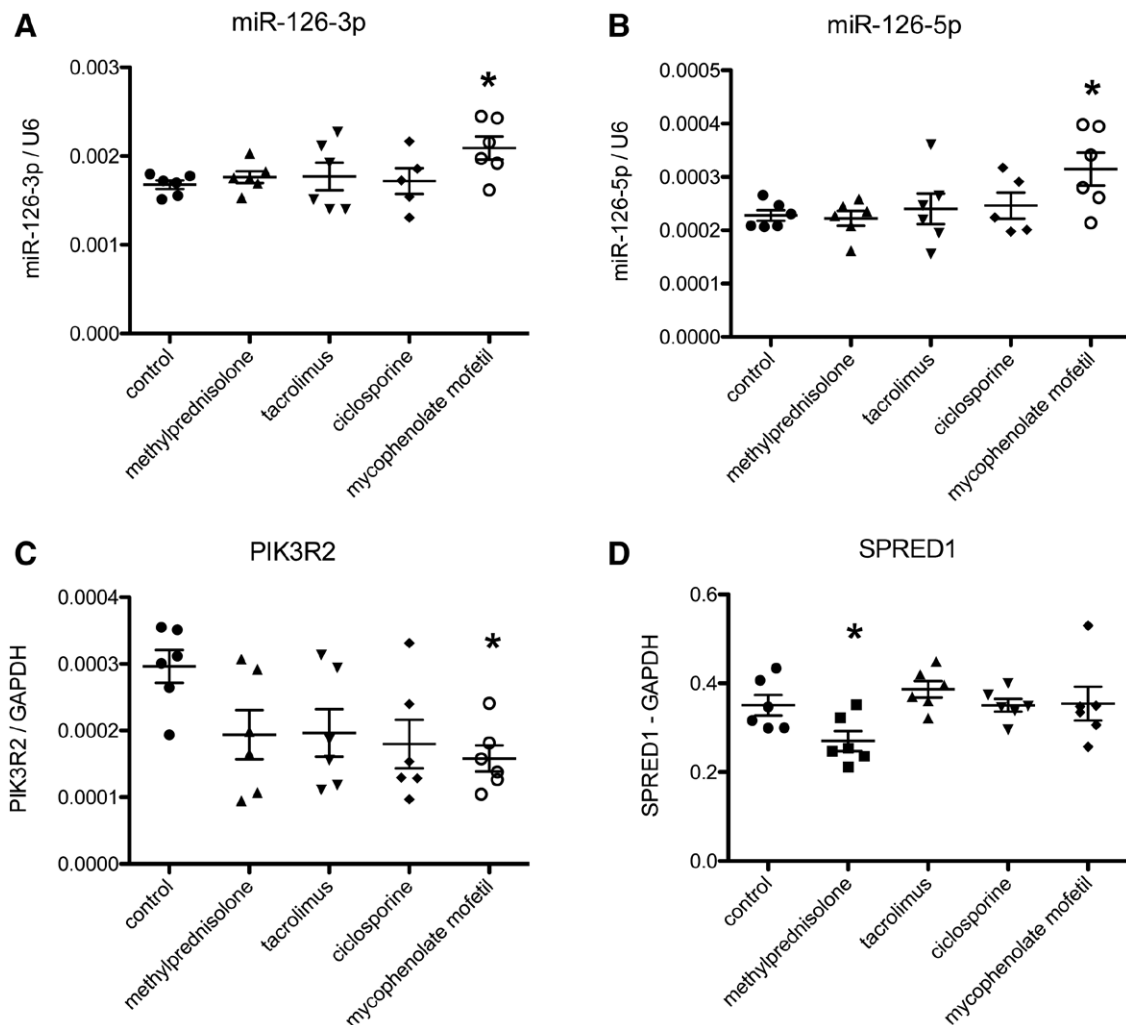 A
miR-126-3p
miR-126-3p / U6
0.003
0.002
0.001
0.000
*
control
methylprednisolone
tacrolimus
ciclosporine
mycophenolate mofetil
B
miR-126-5p
miR-126-5p / U6
0.0005
0.0004
0.0003
0.0002
0.0001
0.0000
*
control
methylprednisolone
tacrolimus
ciclosporine
mycophenolate mofetil
C
PIK3R2
PIK3R2 / GAPDH
0.0004
0.0003
0.0002
0.0001
0.0000
*
control
methylprednisolone
tacrolimus
ciclosporine
mycophenolate mofetil
D
SPRED1
SPRED1 - GAPDH
0.6
0.4
0.2
0.0
*
control
methylprednisolone
tacrolimus
ciclosporine
mycophenolate mofetil